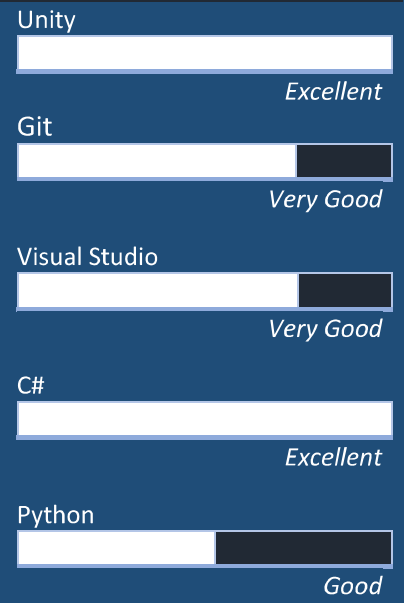 Unity
Excellent
Git
Very Good
Visual Studio
Very Good
C#
Excellent
Python
Good